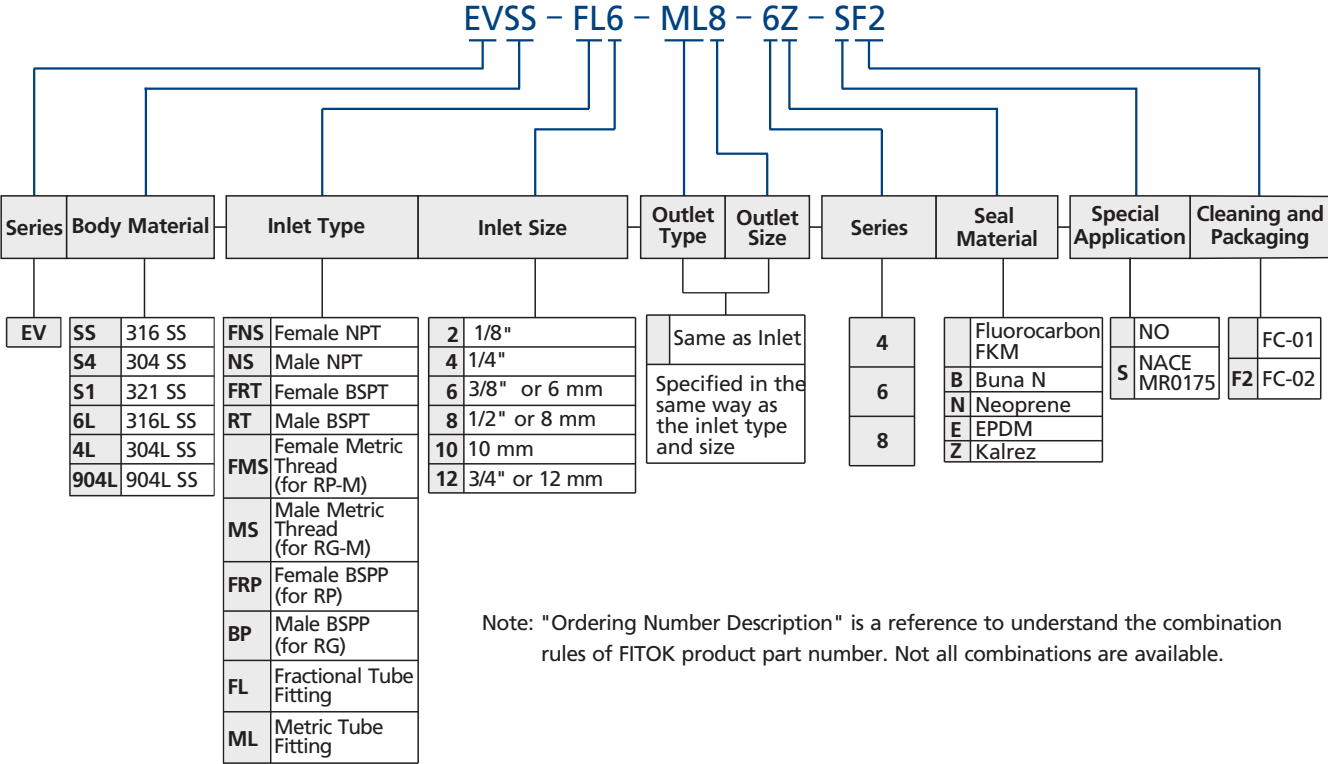 EVSS – FL6 – ML8 – 6Z – SF2
Series
Body Material
Inlet Type
Inlet Size
Outlet
Type
Outlet
Size
Series
Seal
Material
Special
Application
Cleaning and
Packaging
EV
SS 316 SS
S4 304 SS
S1 321 SS
6L 316L SS
4L 304L SS
904L 904L SS
FNS Female NPT
NS Male NPT
FRT Female BSPT
RT Male BSPT
FMS Female Metric
Thread
(for RP-M)
MS Male Metric
Thread
(for RG-M)
FRP Female BSPP
(for RP)
BP Male BSPP
(for RG)
FL Fractional Tube
Fitting
ML Metric Tube
Fitting
2 1/8"
4 1/4"
6 3/8" or 6 mm
8 1/2" or 8 mm
10 10 mm
12 3/4" or 12 mm
Same as Inlet
Specified in the
same way as
the inlet type
and size
4
6
8
Fluorocarbon
FKM
B Buna N
N Neoprene
E EPDM
Z Kalrez
NO
S NACE
MR0175
FC-01
F2 FC-02
Note: "Ordering Number Description" is a reference to understand the combination
rules of FITOK product part number. Not all combinations are available.